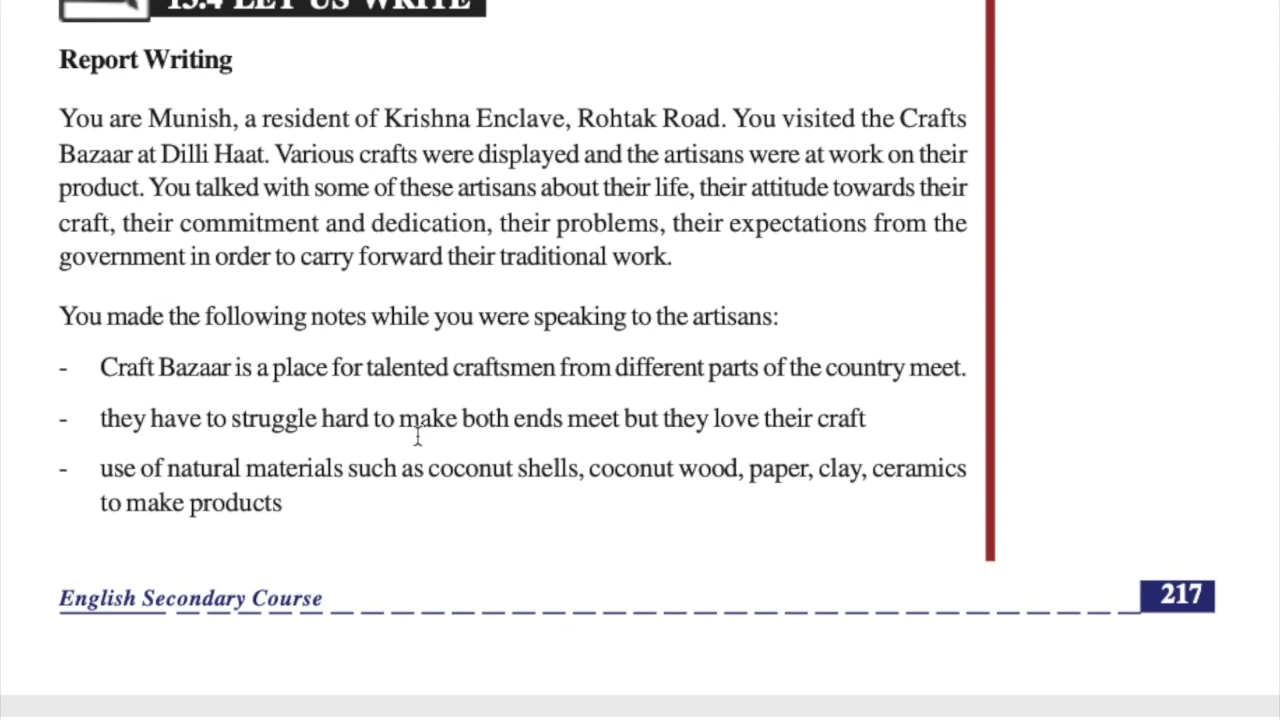 13.4 LET US WRITE
Report Writing
You are Munish, a resident of Krishna Enclave, Rohtak Road. You visited the Crafts
Bazaar at Dilli Haat. Various crafts were displayed and the artisans were at work on their
product. You talked with some of these artisans about their life, their attitude towards their
craft, their commitment and dedication, their problems, their expectations from the
government in order to carry forward their traditional work.
You made the following notes while you were speaking to the artisans:
- Craft Bazaar is a place for talented craftsmen from different parts of the country meet.
- they have to struggle hard to make both ends meet but they love their craft
- use of natural materials such as coconut shells, coconut wood, paper, clay, ceramics
to make products
English Secondary Course
217